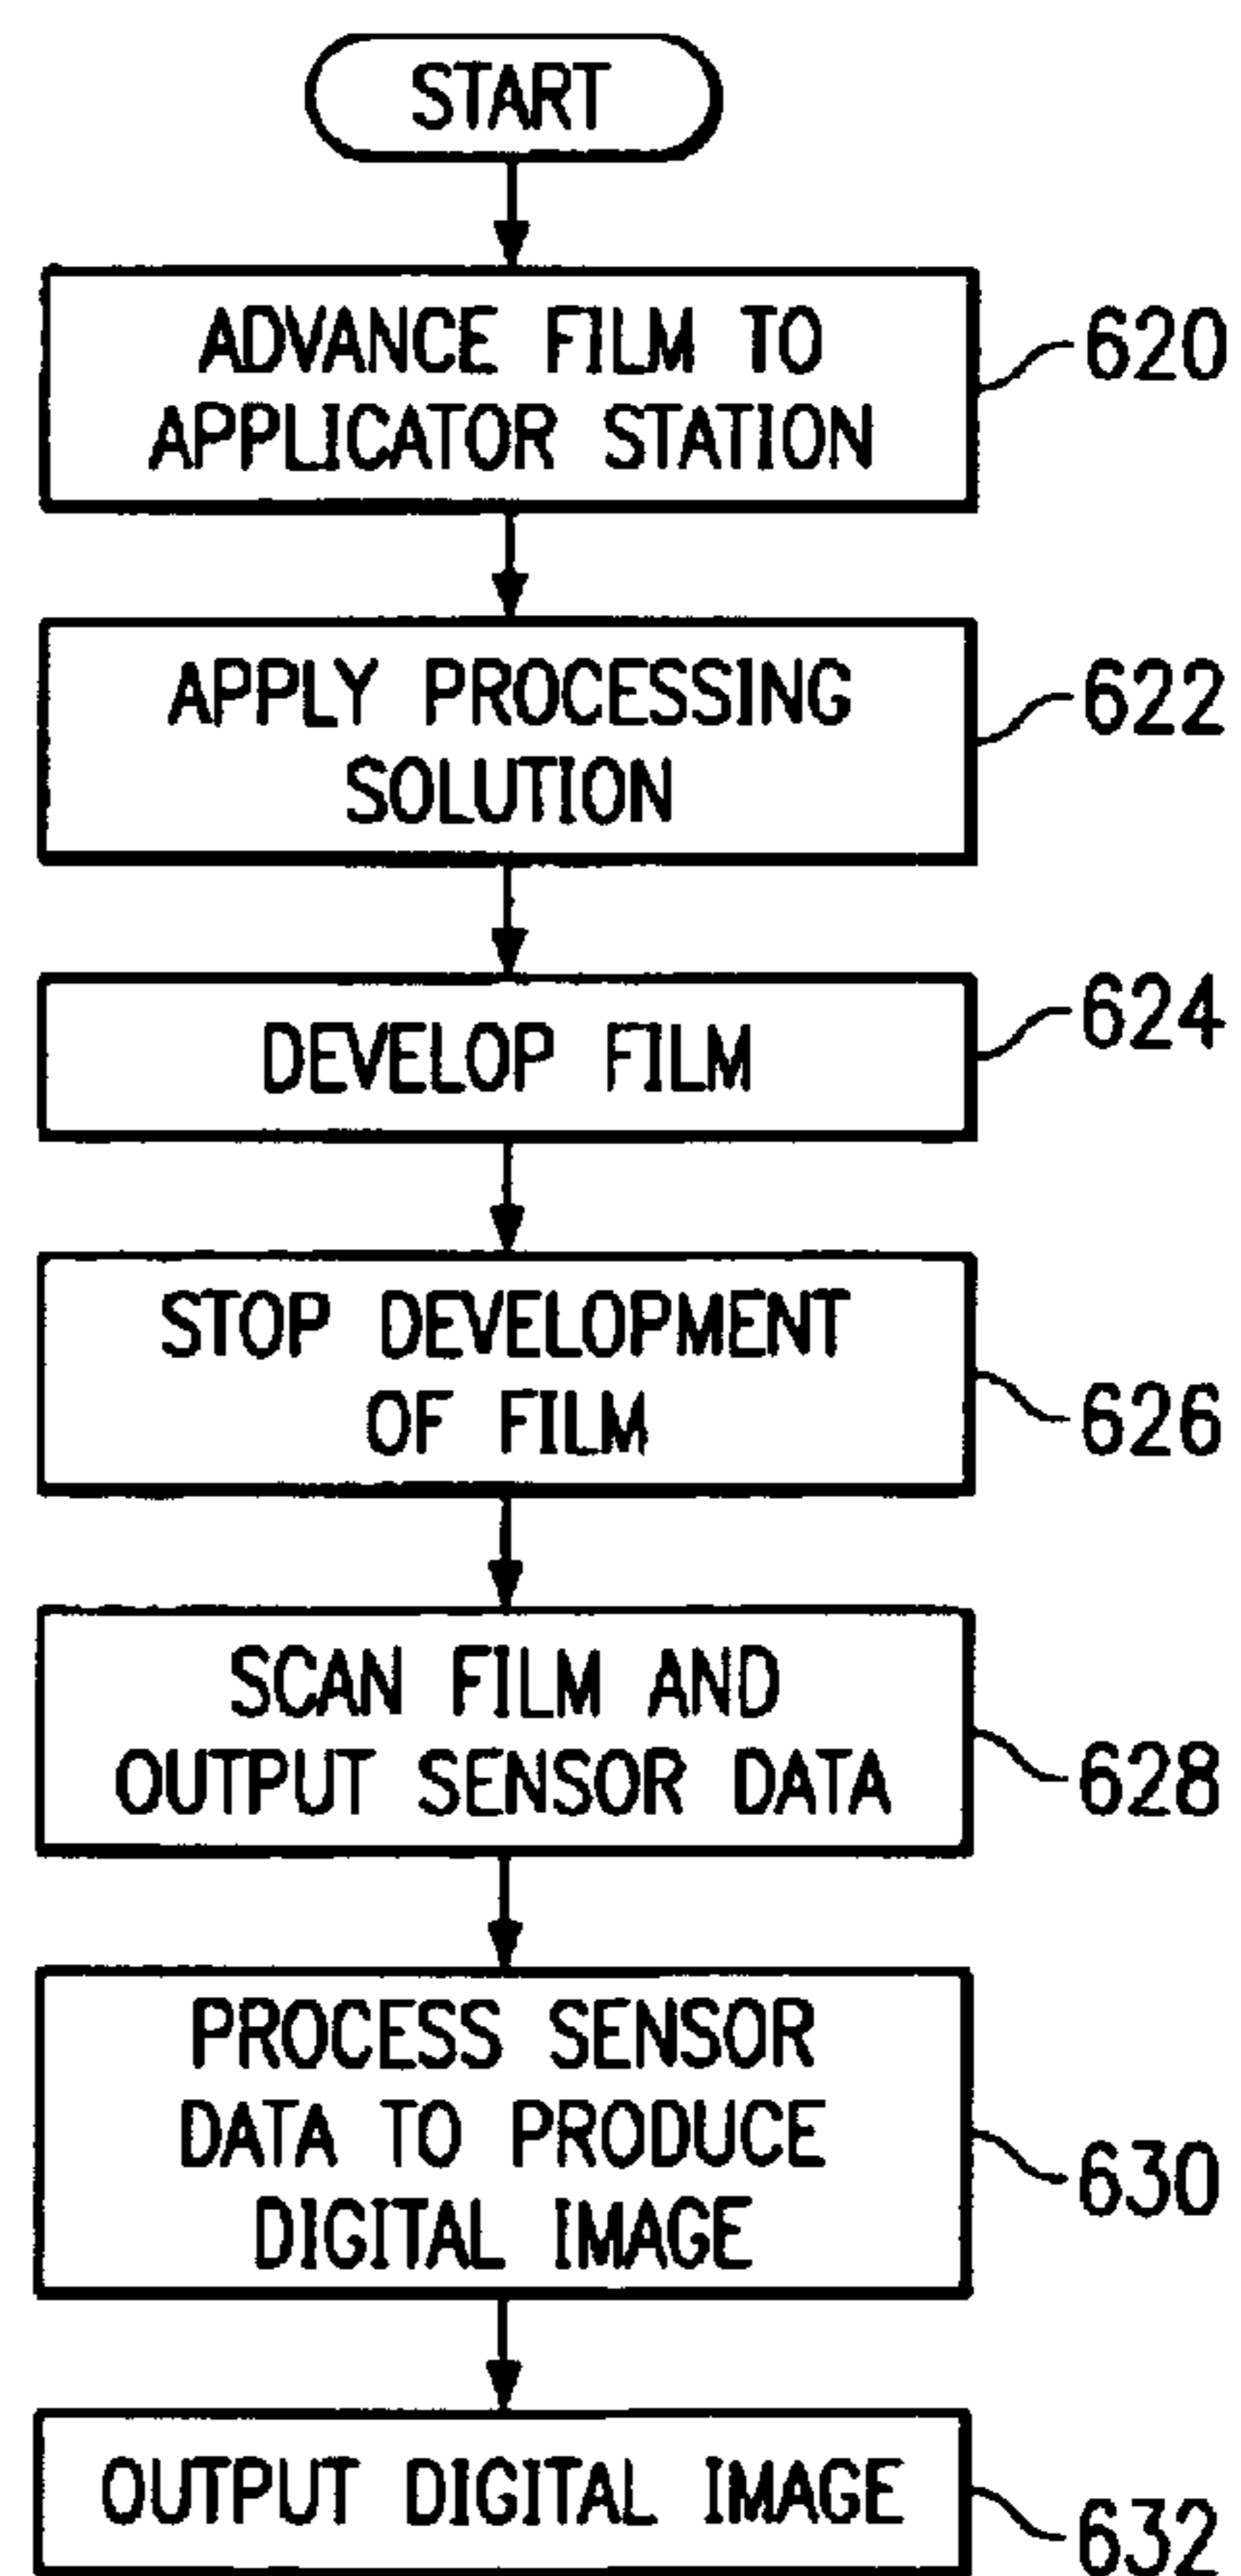 START
ADVANCE FILM TO
APPLICATOR STATION
620
APPLY PROCESSING
SOLUTION
622
DEVELOP FILM
624
STOP DEVELOPMENT
OF FILM
626
SCAN FILM AND
OUTPUT SENSOR DATA
628
PROCESS SENSOR
DATA TO PRODUCE
DIGITAL IMAGE
630
OUTPUT DIGITAL IMAGE
632